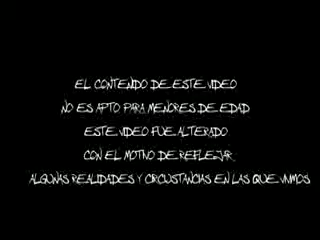 EL CONTENIDO DE ESTE VIDEO
NO ES APTO PARA MENORES DE EDAD
ESTE VIDEO FUE ALTERADO
CON EL MOTIVO DE REFLEJAR
ALGUNAS REALIDADES Y CIRCUSTANCIAS EN LAS QUE VIVIMOS